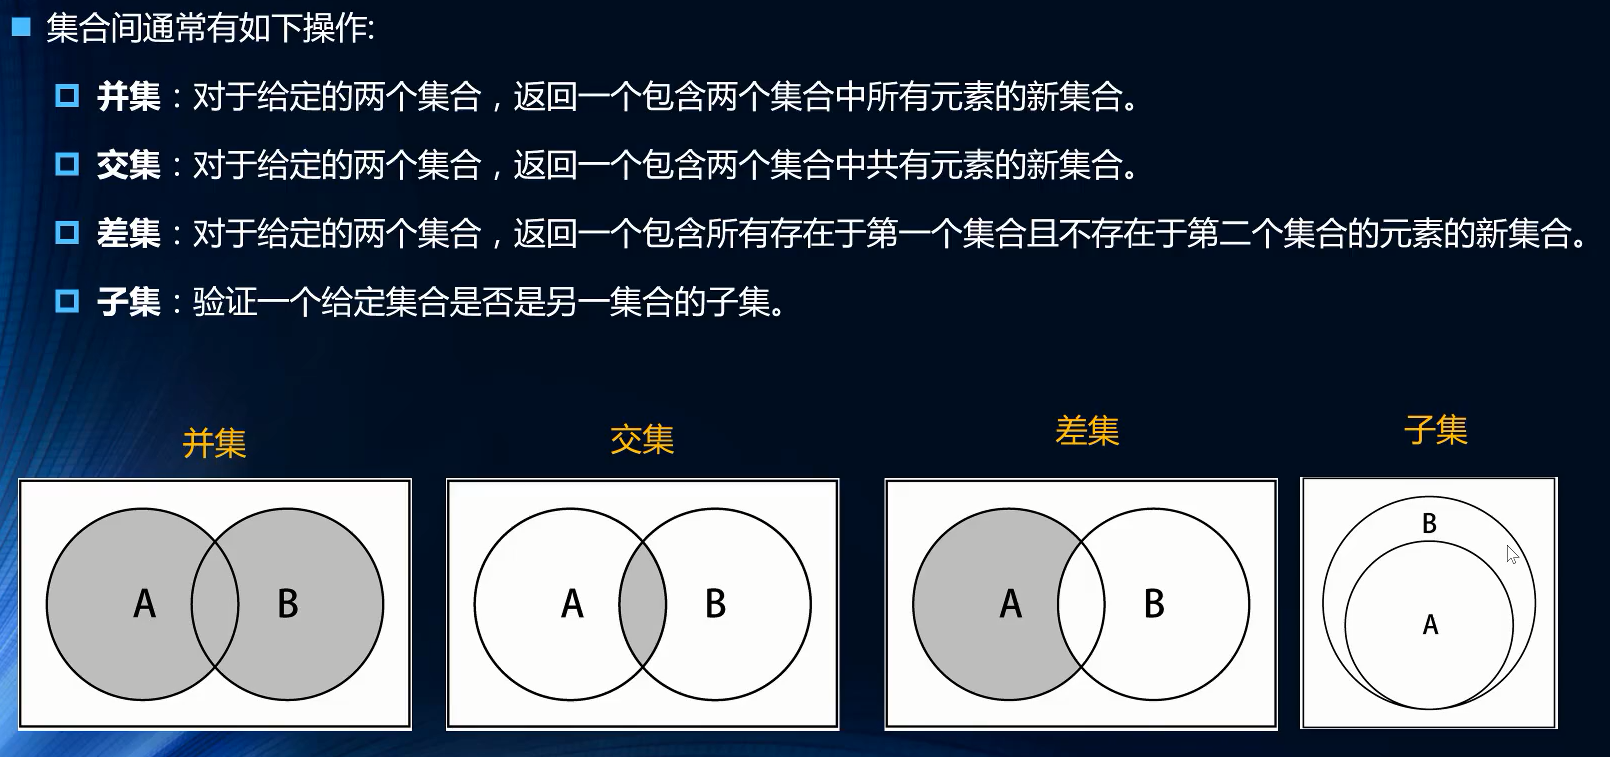 集合间通常有如下操作:
并集：对于给定的两个集合，返回一个包含两个集合中所有元素的新集合。
交集：对于给定的两个集合，返回一个包含两个集合中共有元素的新集合。
差集：对于给定的两个集合，返回一个包含所有存在于第一个集合且不存在于第二个集合的元素的新集合。
子集：验证一个给定集合是否是另一集合的子集。
并集 交集 差集 子集
A B
A B
A B
B
A